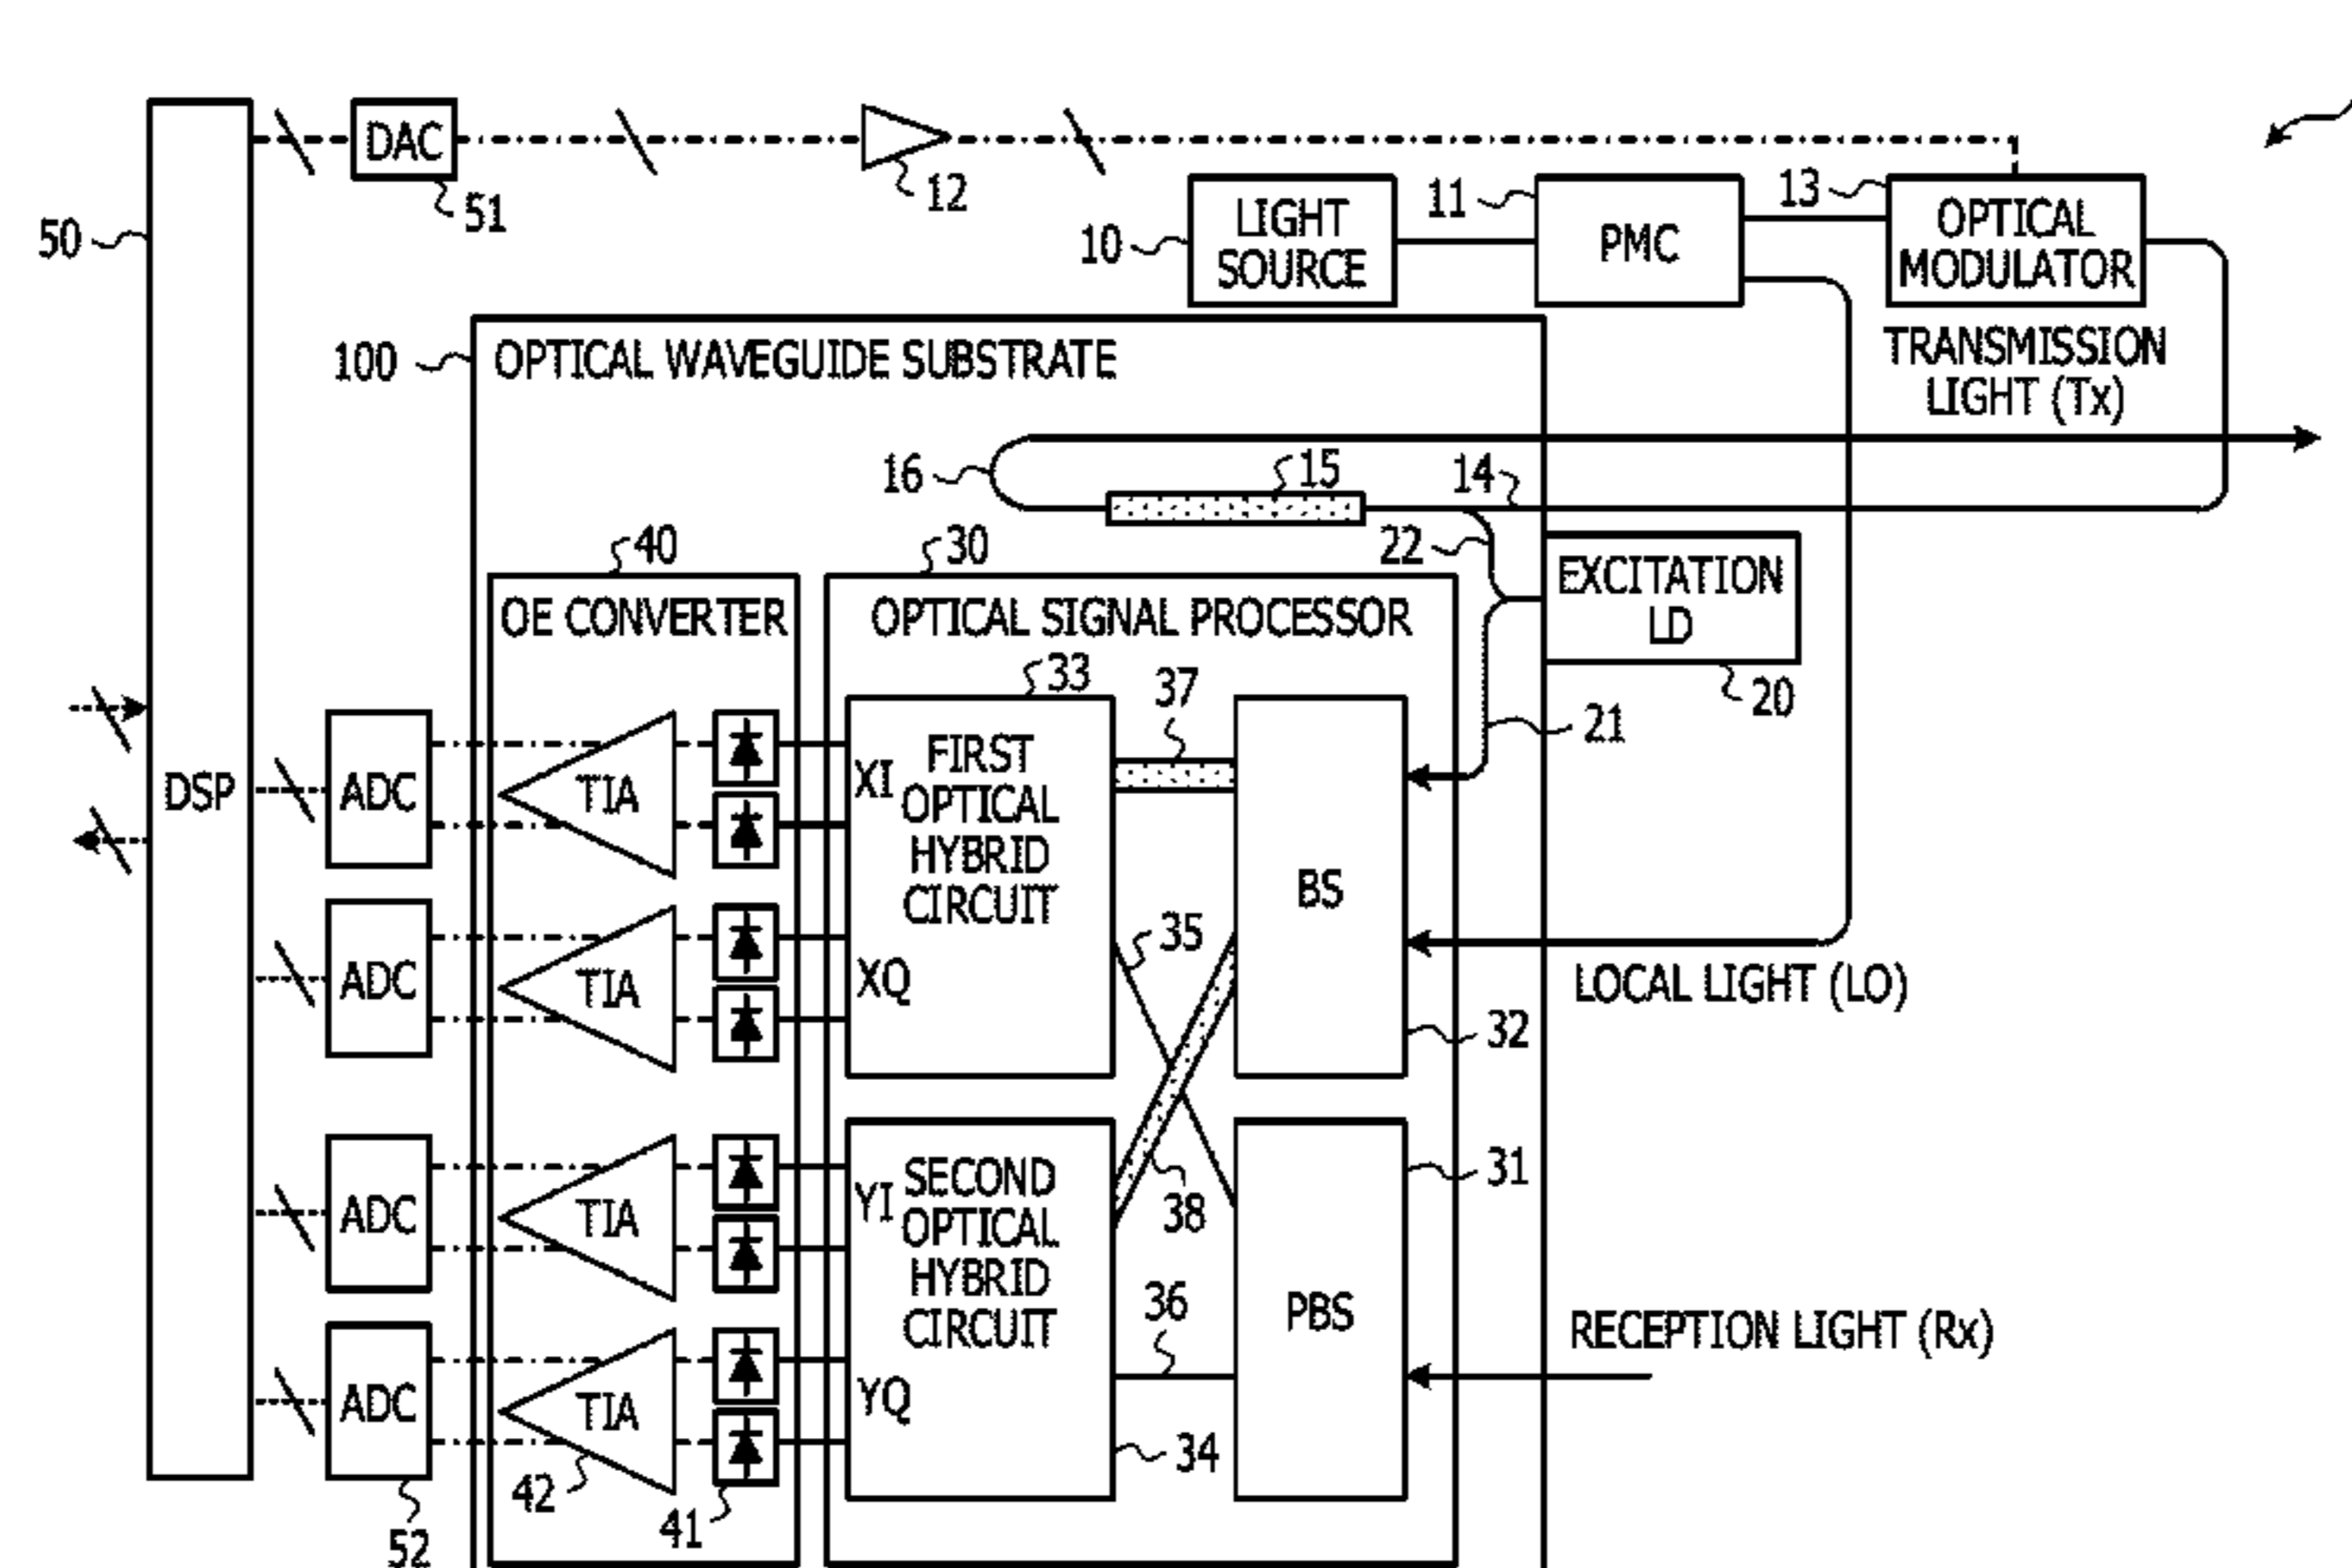 DAC
51
12
50
10
LIGHT
SOURCE
11
PMC
13
OPTICAL
MODULATOR
100
OPTICAL WAVEGUIDE SUBSTRATE
TRANSMISSION
LIGHT (Tx)
16
15
14
22
40
30
OE CONVERTER
OPTICAL SIGNAL PROCESSOR
EXCITATION
LD
20
21
33
37
DSP
ADC
TIA
XI
FIRST
OPTICAL
HYBRID
CIRCUIT
BS
ADC
TIA
XQ
35
LOCAL LIGHT (LO)
32
ADC
TIA
YI
SECOND
OPTICAL
HYBRID
CIRCUIT
38
31
36
PBS
RECEPTION LIGHT (Rx)
ADC
TIA
YQ
34
42
41
52